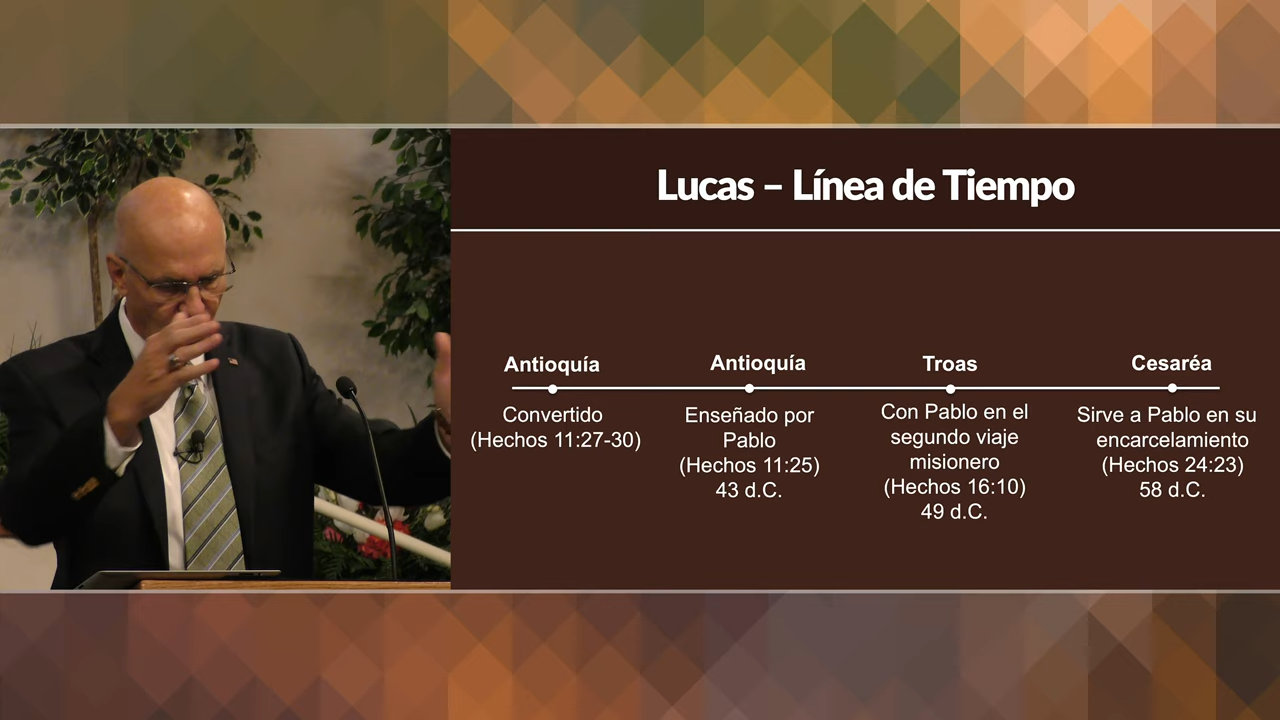 Lucas – Línea de Tiempo
Antioquía
Convertido
(Hechos 11:27-30)
Antioquía
Enseñado por
Pablo
(Hechos 11:25)
43 d.C.
Troas
Con Pablo en el
segundo viaje
misionero
(Hechos 16:10)
49 d.C.
Cesaréa
Sirve a Pablo en su
encarcelamiento
(Hechos 24:23)
58 d.C.